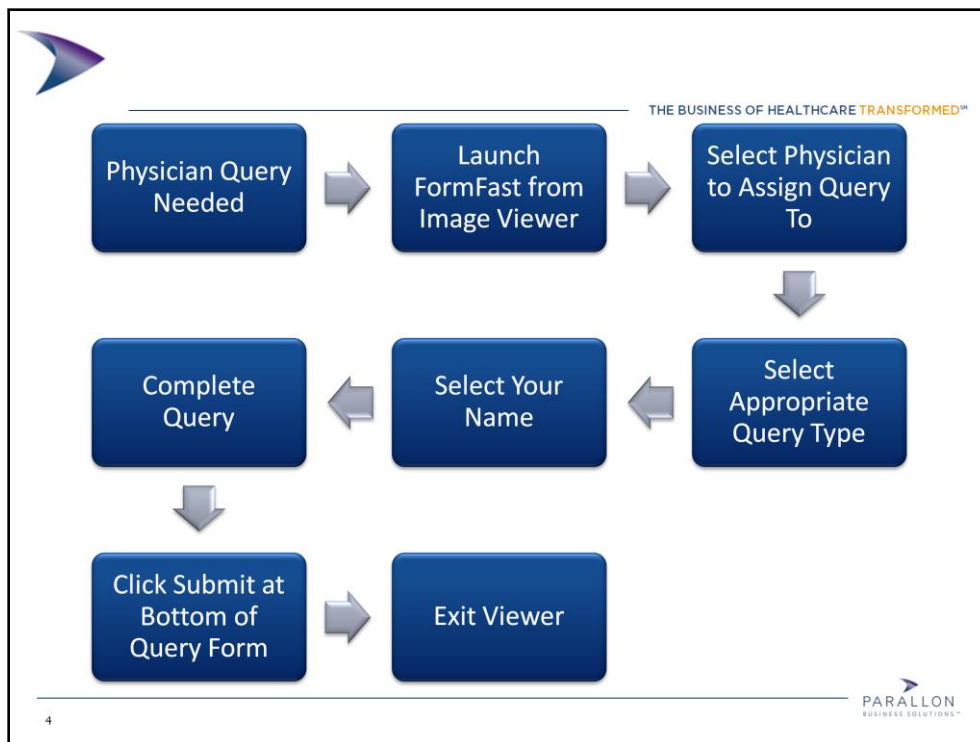 THE BUSINESS OF HEALTHCARE TRANSFORMED℠
Physician Query
Needed
Launch
FormFast from
Image Viewer
Select Physician
to Assign Query
To
Select
Appropriate
Query Type
Select Your
Name
Complete
Query
Click Submit at
Bottom of
Query Form
Exit Viewer
4
PARALLON
BUSINESS SOLUTIONS℠